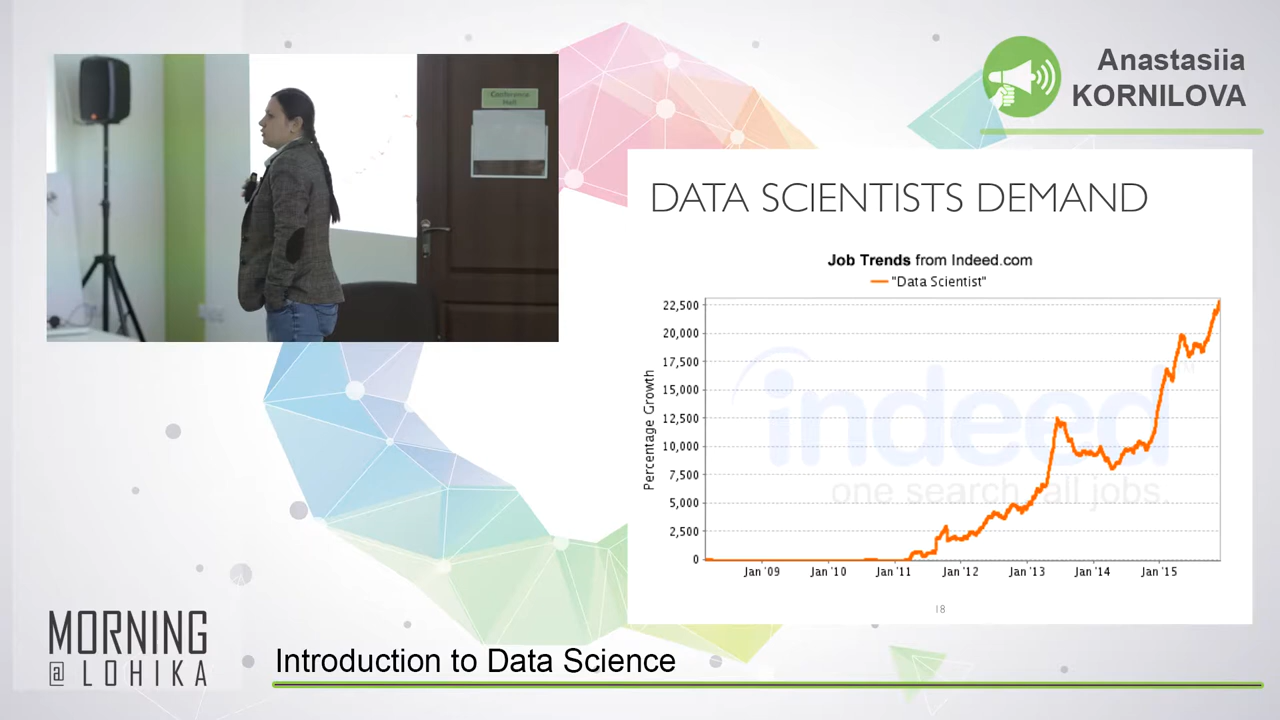 Anastasiia
KORNILOVA
Conference
Hall
DATA SCIENTISTS DEMAND
Job Trends from Indeed.com
"Data Scientist"
22,500
20,000
17,500
15,000
12,500
10,000
7,500
5,000
2,500
0
Percentage Growth
indeed
one search. all jobs.
Jan '09 Jan '10 Jan '11 Jan '12 Jan '13 Jan '14 Jan '15
18
MORNING
@ LOHIKA
Introduction to Data Science